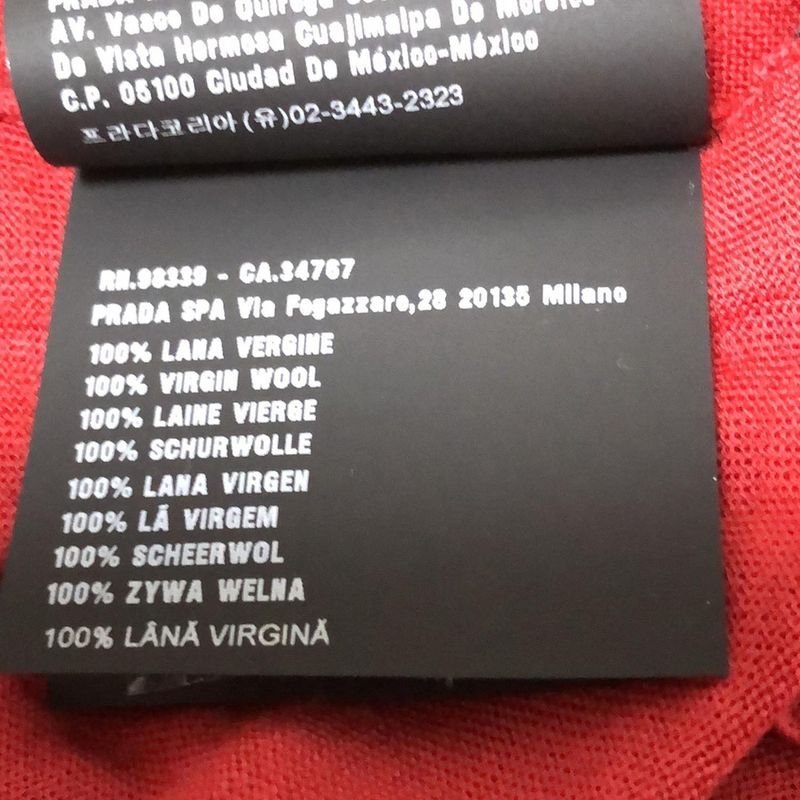 PRADA
AV. Vasco De Quiroga
De Vista Hermosa Cuajimalpa De Morelos
C.P. 05100 Ciudad De México-México
프라다코리아(유)02-3443-2323
RN.98339 - CA.34767
PRADA SPA Via Fogazzaro,28 20135 Milano
100% LANA VERGINE
100% VIRGIN WOOL
100% LAINE VIERGE
100% SCHURWOLLE
100% LANA VIRGEN
100% LÃ VIRGEM
100% SCHEERWOL
100% ZYWA WELNA
100% LÂNĂ VIRGINĂ